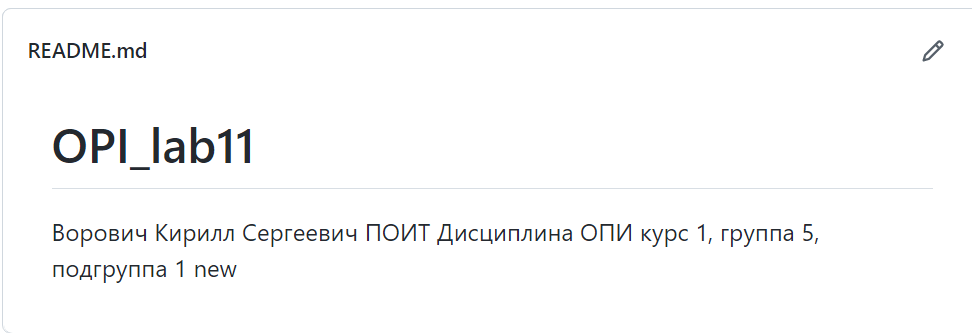 README.md
OPI_lab11
Ворович Кирилл Сергеевич ПОИТ Дисциплина ОПИ курс 1, группа 5,
подгруппа 1 new